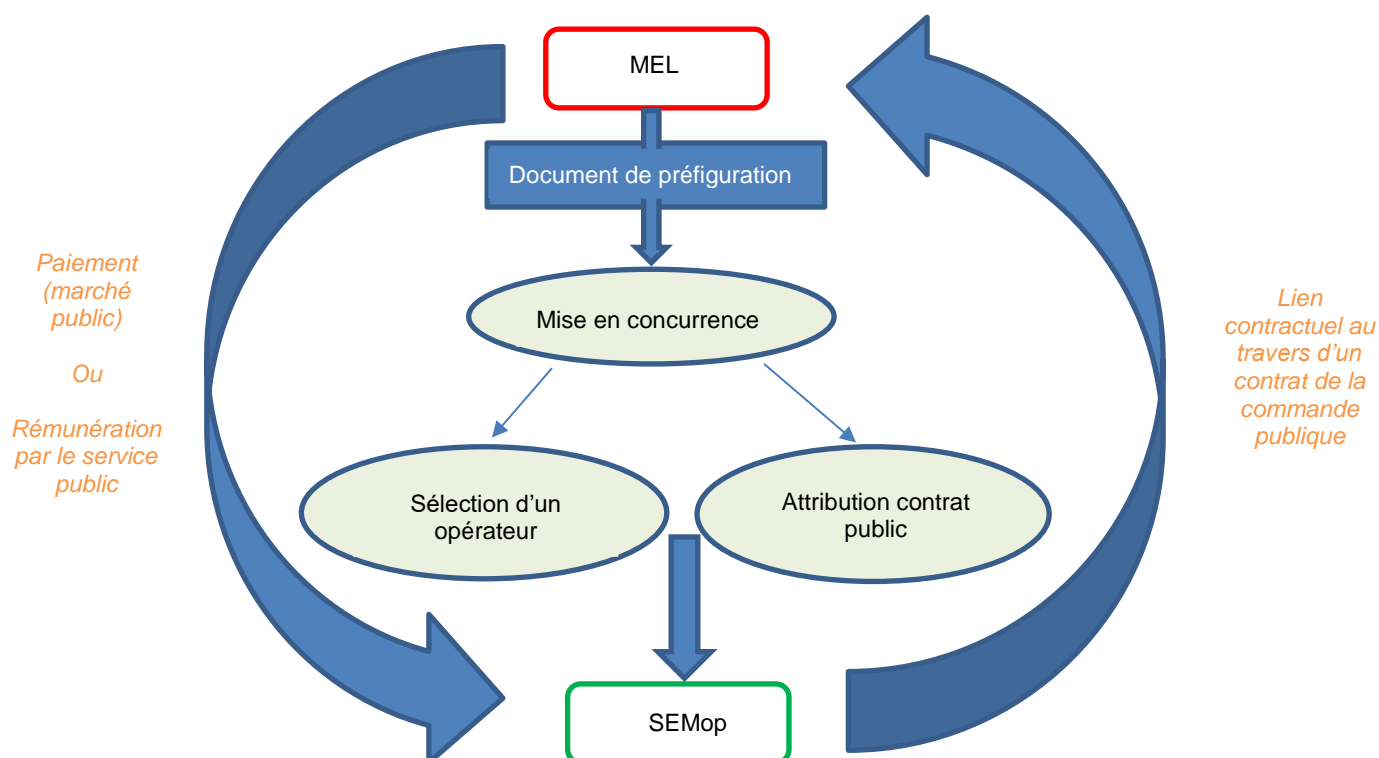 MEL
Document de préfiguration
Mise en concurrence
Sélection d’un
opérateur
Attribution contrat
public
SEMop
Paiement
(marché
public)
Ou
Rémunération
par le service
public
Lien
contractuel au
travers d’un
contrat de la
commande
publique